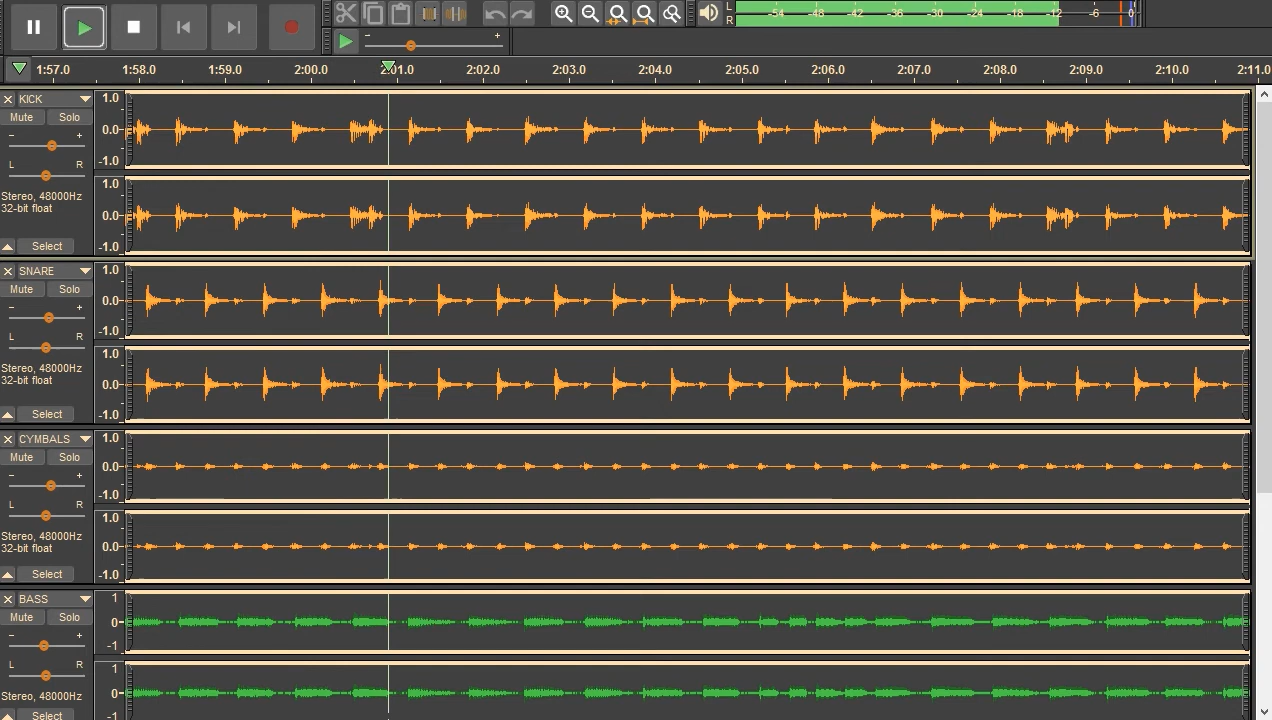 L
R
-54 -48 -42 -36 -30 -24 -18 -12 -6 0
- +
1:57.0 1:58.0 1:59.0 2:00.0 2:01.0 2:02.0 2:03.0 2:04.0 2:05.0 2:06.0 2:07.0 2:08.0 2:09.0 2:10.0 2:11.0
KICK
Mute Solo
- +
L R
Stereo, 48000Hz
32-bit float
Select
1.0
0.0
-1.0
1.0
0.0
-1.0
SNARE
Mute Solo
- +
L R
Stereo, 48000Hz
32-bit float
Select
1.0
0.0
-1.0
1.0
0.0
-1.0
CYMBALS
Mute Solo
- +
L R
Stereo, 48000Hz
32-bit float
Select
1.0
0.0
-1.0
1.0
0.0
-1.0
BASS
Mute Solo
- +
L R
Stereo, 48000Hz
Select
1
0
-1
1
0
-1